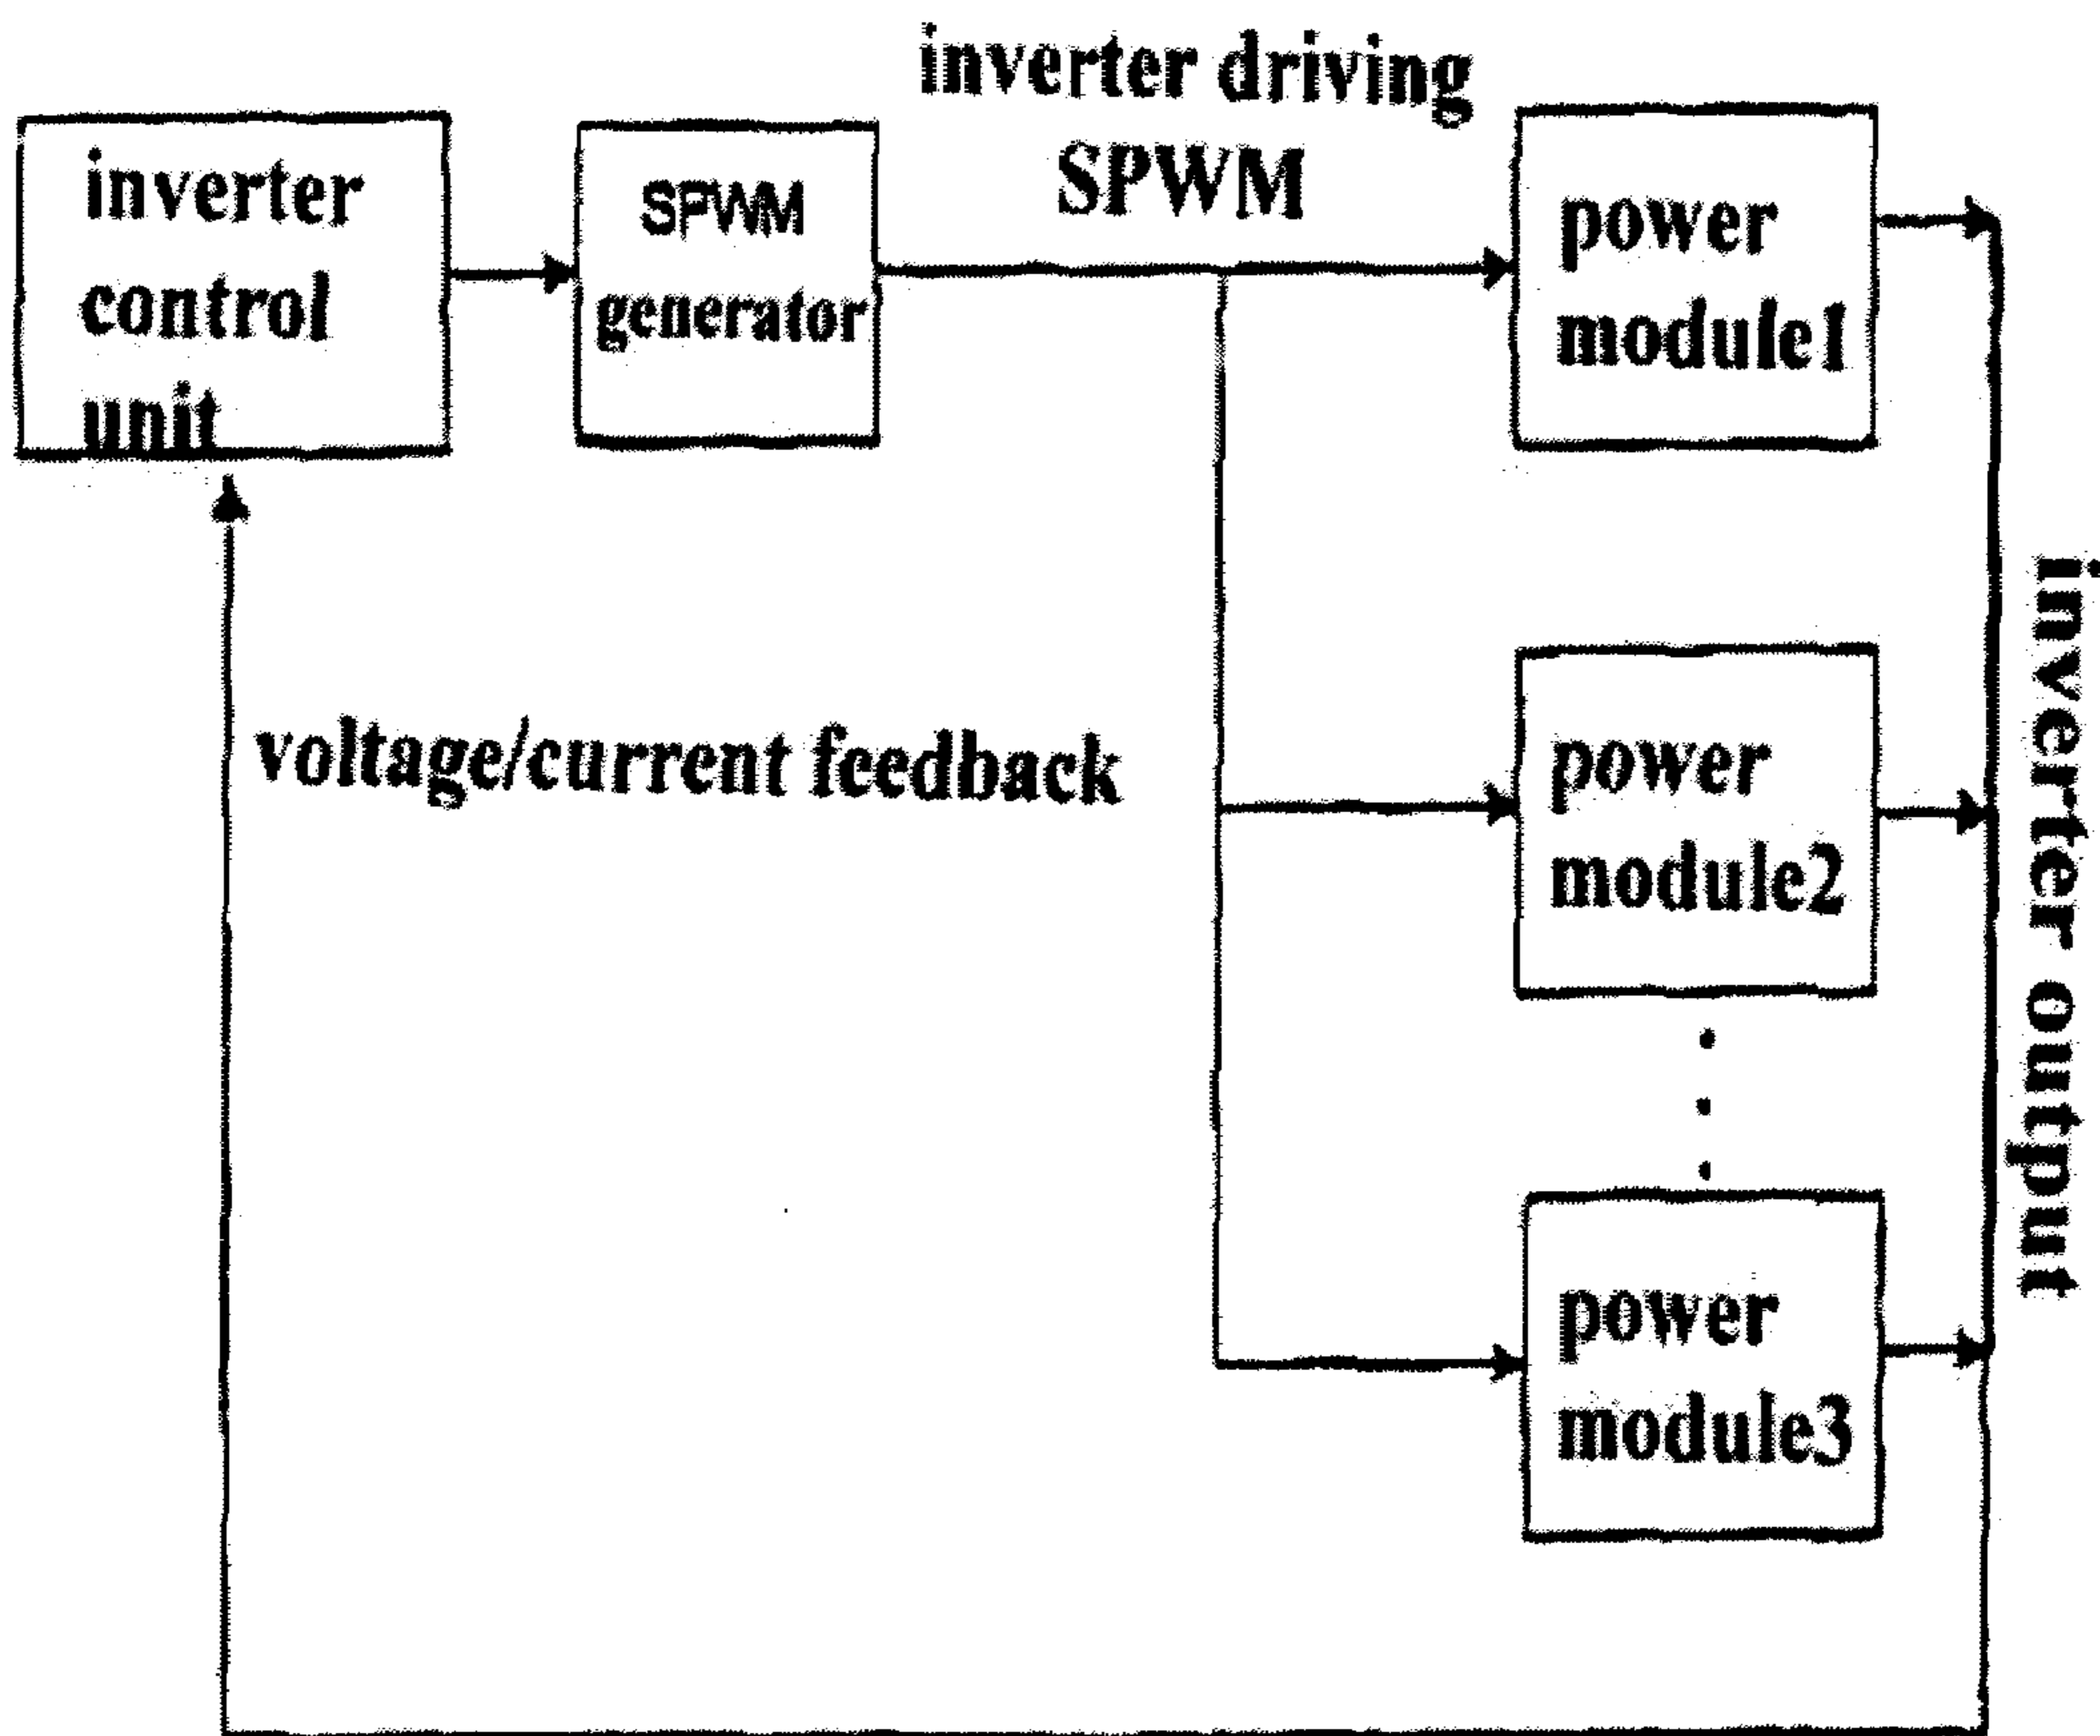 inverter driving
SPWM
inverter
control
unit
SPWM
generator
power
module1
voltage/current feedback
power
module2
power
module3
inverter output